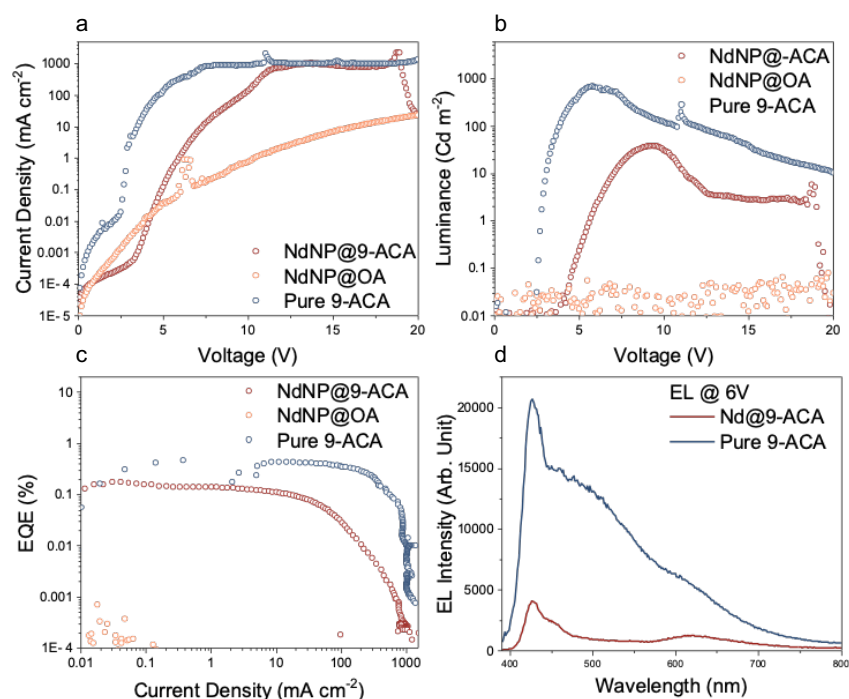 a
Current Density (mA cm-2)
1000
100
10
1
0.1
0.01
0.001
1E-4
1E-5
NdNP@9-ACA
NdNP@OA
Pure 9-ACA
0
5
10
15
20
Voltage (V)
b
Luminance (Cd m-2)
1000
100
10
1
0.1
0.01
NdNP@-ACA
NdNP@OA
Pure 9-ACA
0
5
10
15
20
Voltage (V)
c
EQE (%)
10
1
0.1
0.01
0.001
1E-4
NdNP@9-ACA
NdNP@OA
Pure 9-ACA
0.01
0.1
1
10
100
1000
Current Density (mA cm-2)
d
EL Intensity (Arb. Unit)
20000
15000
10000
5000
0
EL @ 6V
Nd@9-ACA
Pure 9-ACA
400
500
600
700
800
Wavelength (nm)